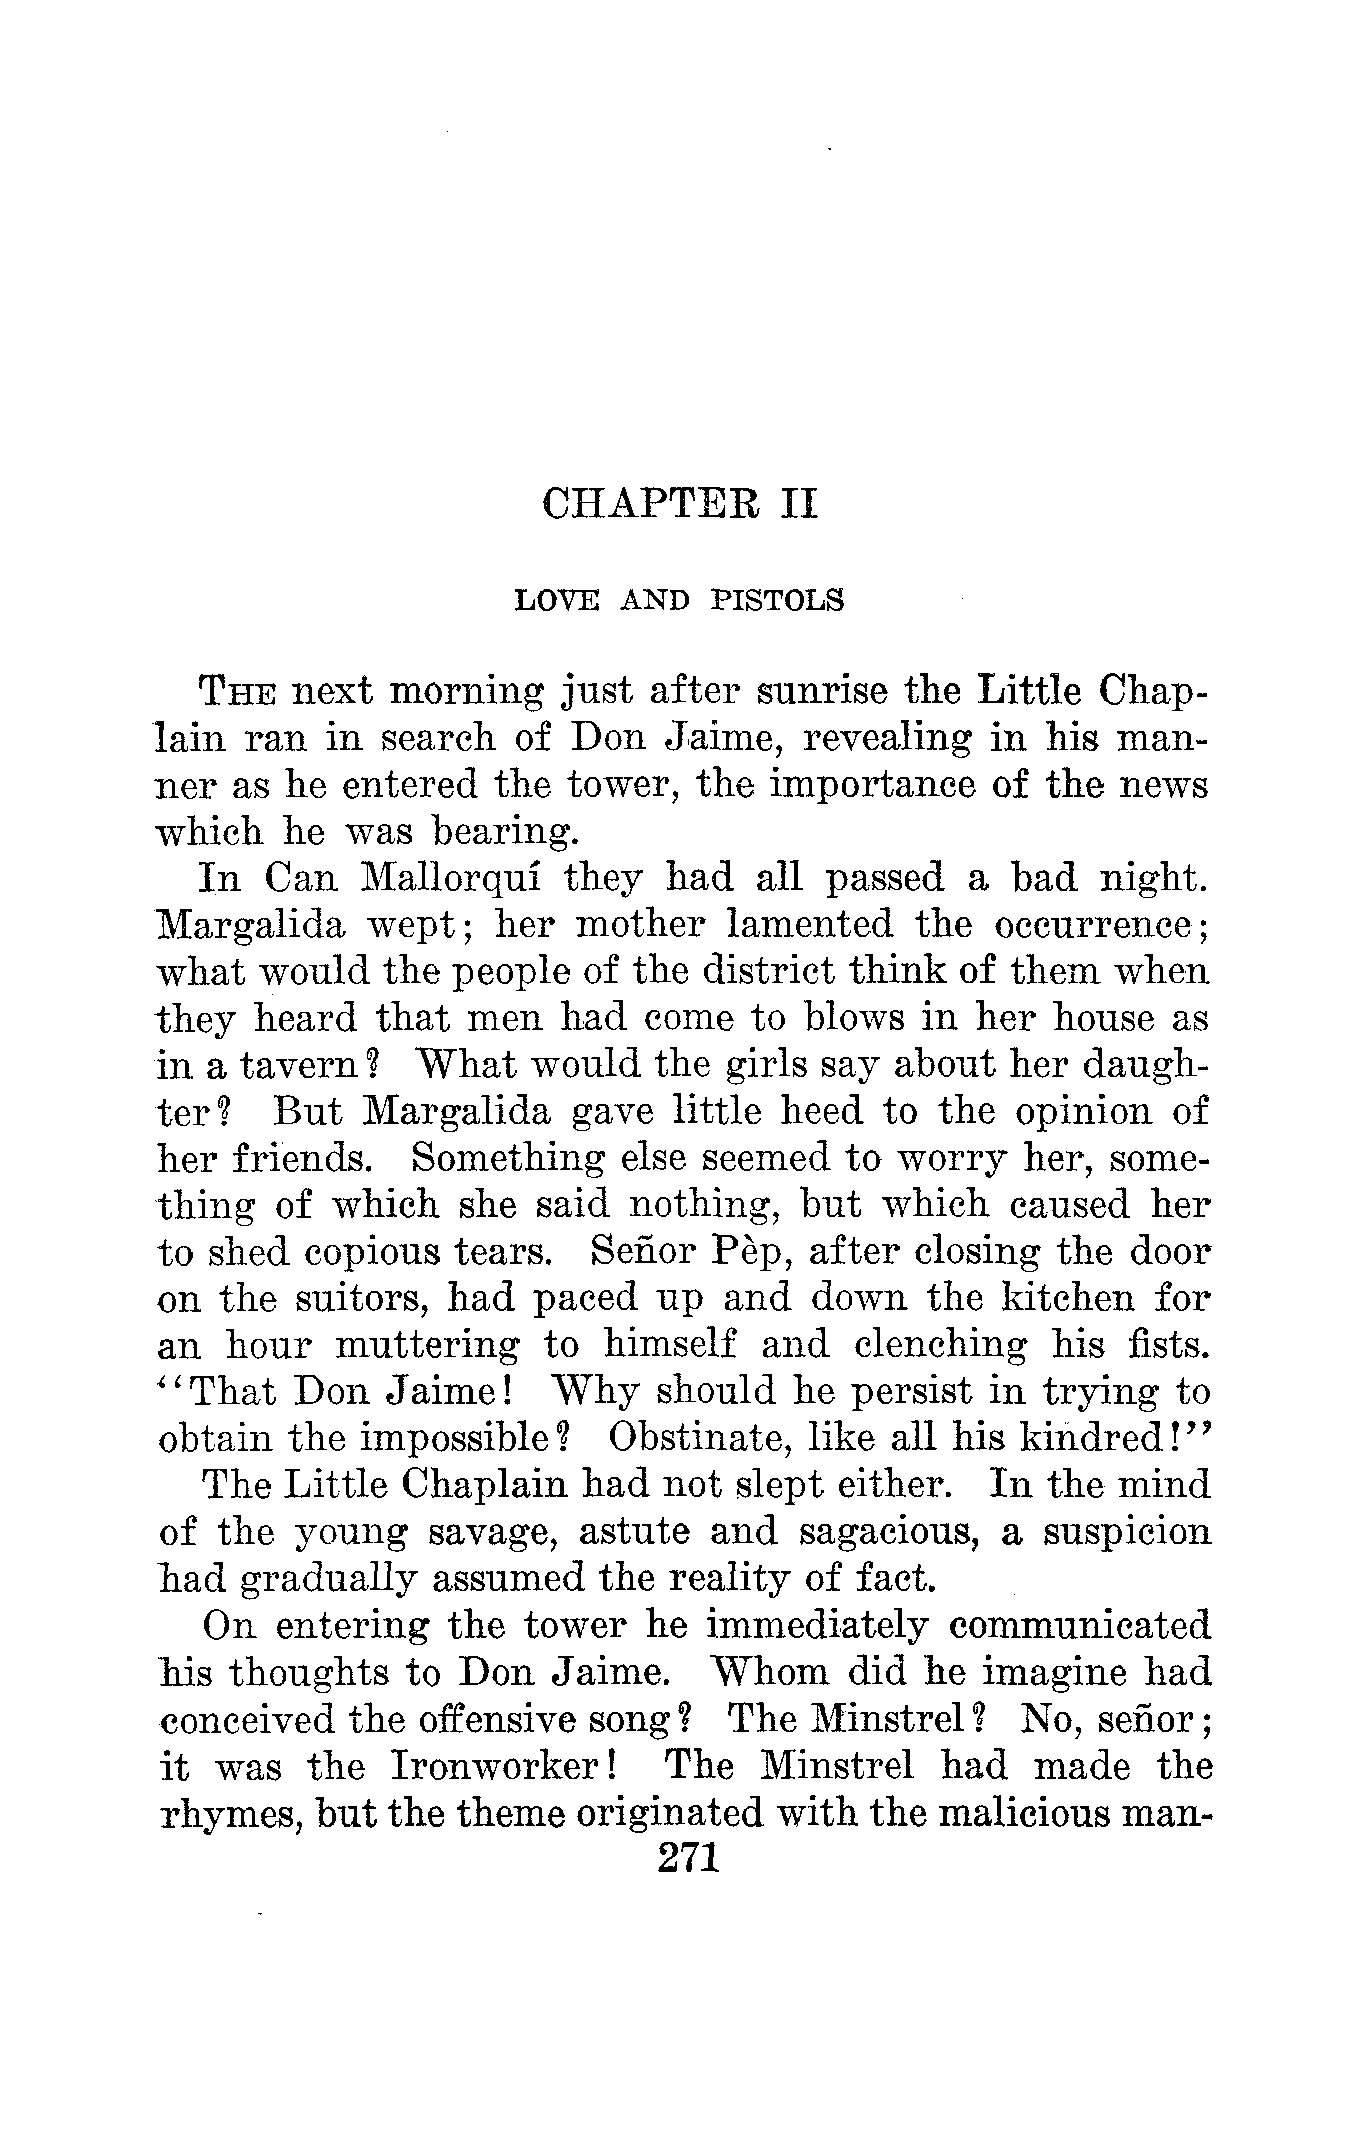 CHAPTER II
LOVE AND PISTOLS
THE next morning just after sunrise the Little Chap-
lain ran in search of Don Jaime, revealing in his man-
ner as he entered the tower, the importance of the news
which he was bearing.
In Can Mallorquí they had all passed a bad night.
Margalida wept; her mother lamented the occurrence;
what would the people of the district think of them when
they heard that men had come to blows in her house as
in a tavern? What would the girls say about her daugh-
ter? But Margalida gave little heed to the opinion of
her friends. Something else seemed to worry her, some-
thing of which she said nothing, but which caused her
to shed copious tears. Señor Pèp, after closing the door
on the suitors, had paced up and down the kitchen for
an hour muttering to himself and clenching his fists.
"That Don Jaime! Why should he persist in trying to
obtain the impossible? Obstinate, like all his kindred!"
The Little Chaplain had not slept either. In the mind
of the young savage, astute and sagacious, a suspicion
had gradually assumed the reality of fact.
On entering the tower he immediately communicated
his thoughts to Don Jaime. Whom did he imagine had
conceived the offensive song? The Minstrel? No, señor;
it was the Ironworker! The Minstrel had made the
rhymes, but the theme originated with the malicious man-
271